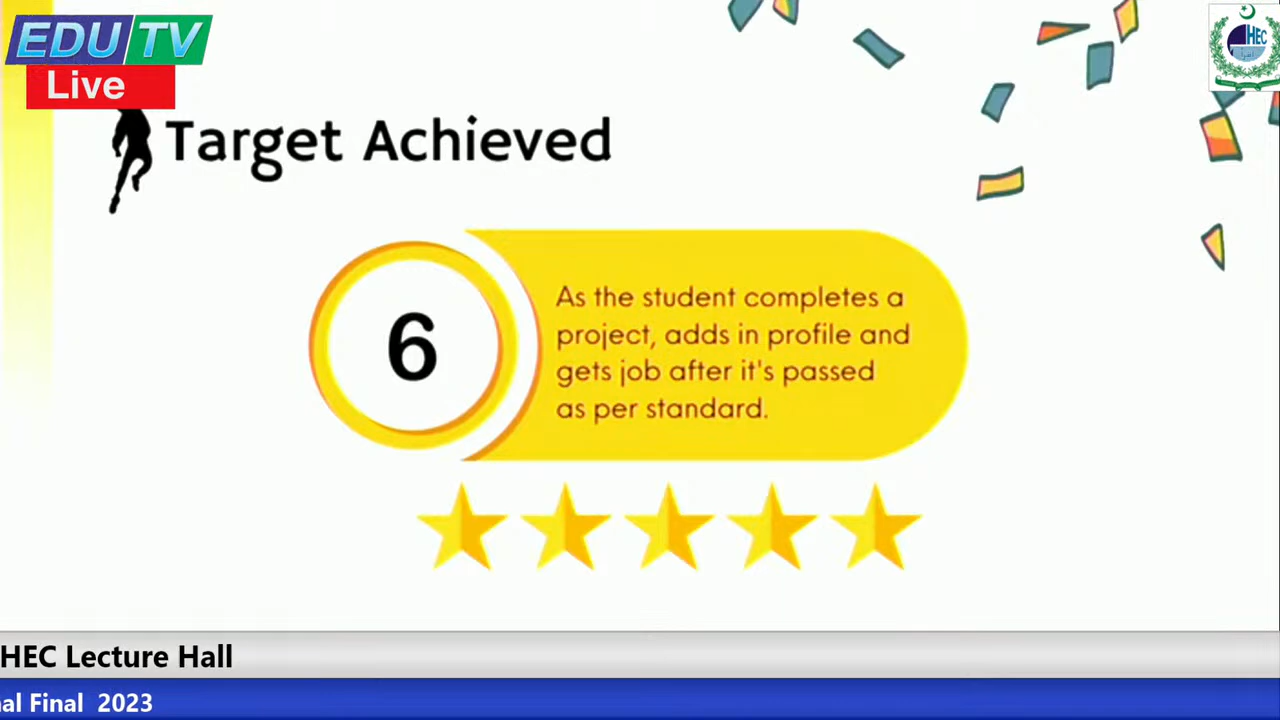 EDU TV
Live
HEC
Target Achieved
6
As the student completes a
project, adds in profile and
gets job after it's passed
as per standard.
HEC Lecture Hall
al Final 2023